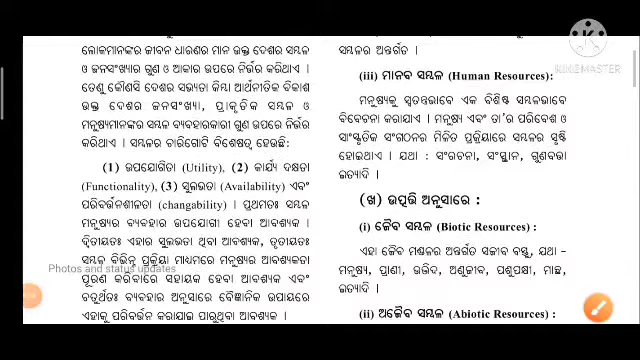 ଲୋକମାନଙ୍କର ଜୀବନ ଧାରଣର ମାନ ଉକ୍ତ ଦେଶର ସମ୍ବଳ
ଓ ଜନସଂଖ୍ୟାର ଗୁଣ ଓ ଆକାର ଉପରେ ନିର୍ଭର କରିଥାଏ ।
ତେଣୁ କୌଣସି ଦେଶର ସଭ୍ୟତା କିମ୍ବା ଆର୍ଥନୀତିକ ବିକାଶ
ଉକ୍ତ ଦେଶର ଜନସଂଖ୍ୟା, ପ୍ରାକୃତିକ ସମ୍ବଳ ଓ
ମନୁଷ୍ୟମାନଙ୍କର ସମ୍ବଳ ବ୍ୟବହାରକାରୀ ଗୁଣ ଉପରେ ନିର୍ଭର
କରିଥାଏ । ସମ୍ବଳର ଚାରିଗୋଟି ବିଶେଷତ୍ଵ ହେଉଛି:
(1) ଉପଯୋଗିତା (Utility), (2) କାର୍ଯ୍ୟ ଦକ୍ଷତା
(Functionality), (3) ସୁଲଭତା (Availability) ଏବଂ
ପରିବର୍ତ୍ତନଶୀଳତା (changability) । ପ୍ରଥମତଃ ସମ୍ବଳ
ମନୁଷ୍ୟର ବ୍ୟବହାର ଉପଯୋଗୀ ହେବା ଆବଶ୍ୟକ ।
ଦ୍ଵିତୀୟତଃ ଏହାର ସୁଲଭତା ଥିବା ଆବଶ୍ୟକ, ତୃତୀୟତଃ
ସମ୍ବଳ ବିଭିନ୍ନ ପ୍ରକ୍ରିୟା ମାଧ୍ୟମରେ ମନୁଷ୍ୟର ଆବଶ୍ୟକତା
ପୂରଣ କରିବାରେ ସହାୟକ ହେବା ଆବଶ୍ୟକ ଏବଂ
ଚତୁର୍ଥତଃ ବ୍ୟବହାର ଅନୁସାରେ ବୈଜ୍ଞାନିକ ଉପାୟରେ
ଏହାକୁ ପରିବର୍ତ୍ତନ କରାଯାଇ ପାରୁଥିବା ଆବଶ୍ୟକ ।
Photos and status updates
ସମ୍ବଳର ଅନ୍ତର୍ଗତ ।
(iii) ମାନବ ସମ୍ବଳ (Human Resources):
ମନୁଷ୍ୟକୁ ସ୍ଵତନ୍ତ୍ରଭାବେ ଏକ ବିଶିଷ୍ଟ ସମ୍ବଳଭାବେ
ବିବେଚନା କରାଯାଏ । ମନୁଷ୍ୟ ଏବଂ ତା'ର ପରିବେଶ ଓ
ସାଂସ୍କୃତିକ ସଂଗଠନର ମିଳିତ ପ୍ରକ୍ରିୟାରେ ସମ୍ବଳର ସୃଷ୍ଟି
ହୋଇଥାଏ । ଯଥା : ସଂରଚନା, ସଂସ୍ଥାନ, ଗୁଣବତ୍ତା
ଇତ୍ୟାଦି ।
(ଖ) ଉତ୍ପତ୍ତି ଅନୁସାରେ :
(i) ଜୈବ ସମ୍ବଳ (Biotic Resources) :
ଏହା ଜୈବ ମଣ୍ଡଳର ଅନ୍ତର୍ଗତ ସଜୀବ ବସ୍ତୁ, ଯଥା –
ମନୁଷ୍ୟ, ପ୍ରାଣୀ, ଉଦ୍ଭିଦ, ଅଣୁଜୀବ, ପଶୁପକ୍ଷୀ, ମାଛ,
ଇତ୍ୟାଦି ।
(ii) ଅଜୈବ ସମ୍ବଳ (Abiotic Resources) :
KINEMASTER